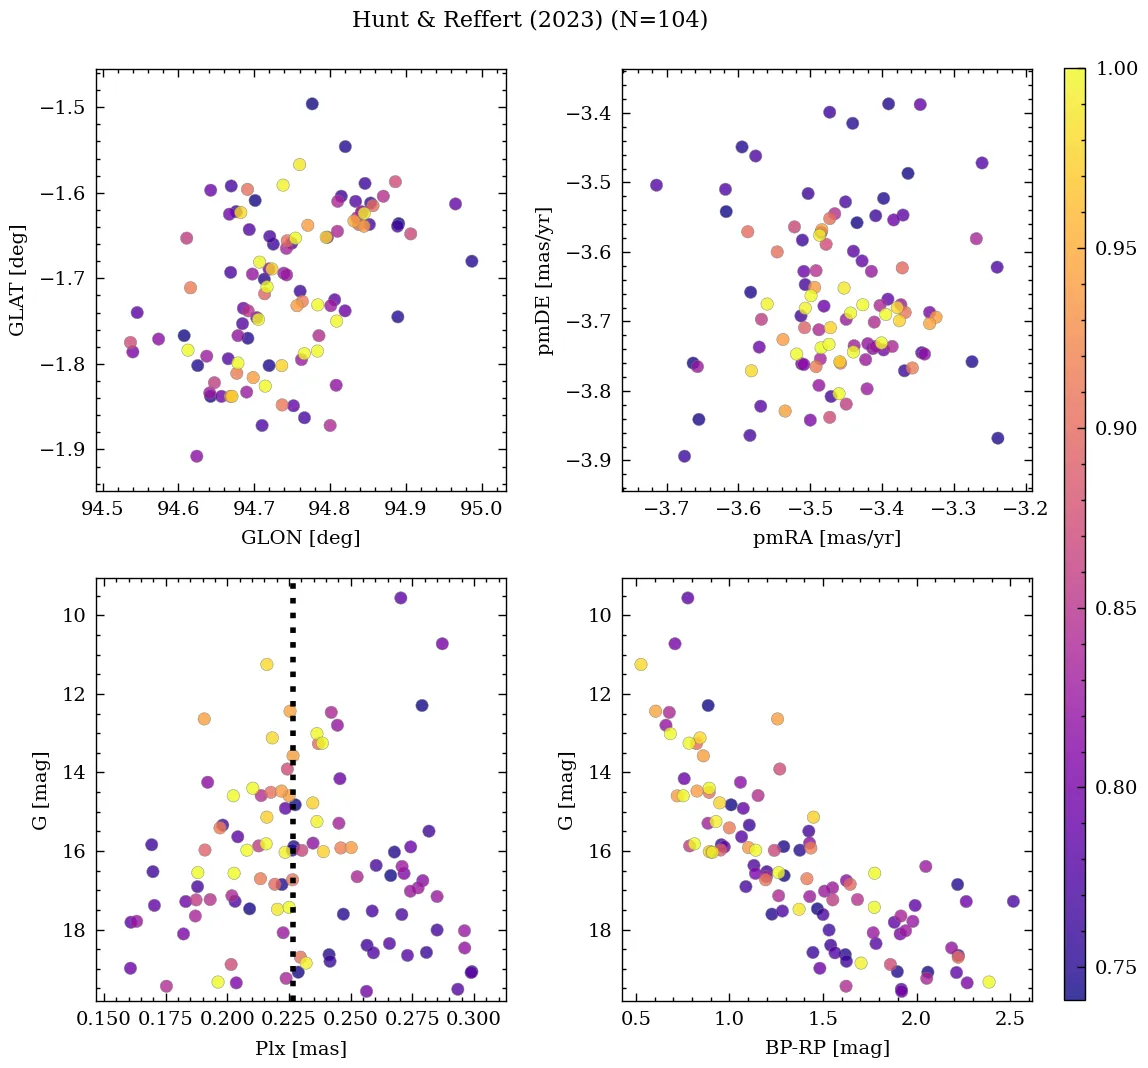 Hunt & Reffert (2023) (N=104)
−1.5
−1.6
−1.7
−1.8
−1.9
GLAT [deg]
94.5 94.6 94.7 94.8 94.9 95.0
GLON [deg]
−3.4
−3.5
−3.6
−3.7
−3.8
−3.9
pmDE [mas/yr]
−3.7 −3.6 −3.5 −3.4 −3.3 −3.2
pmRA [mas/yr]
10
12
14
16
18
G [mag]
0.150 0.175 0.200 0.225 0.250 0.275 0.300
Plx [mas]
10
12
14
16
18
G [mag]
0.5 1.0 1.5 2.0 2.5
BP-RP [mag]
1.00
0.95
0.90
0.85
0.80
0.75